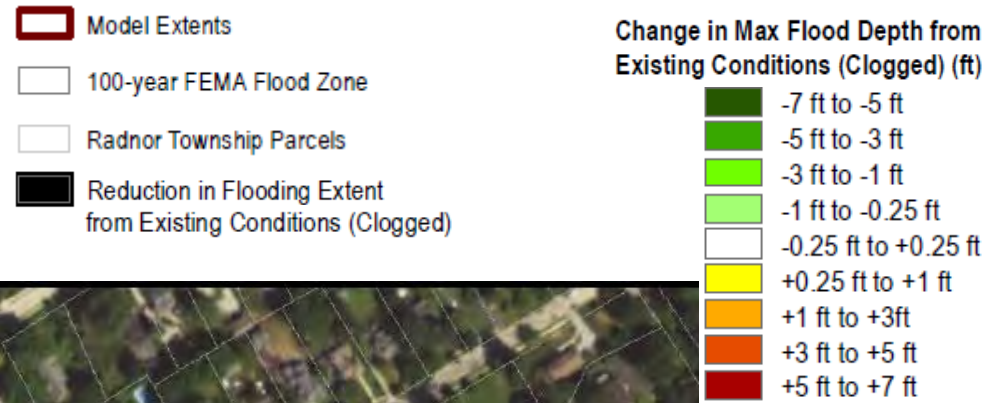 Model Extents
100-year FEMA Flood Zone
Radnor Township Parcels
Reduction in Flooding Extent
from Existing Conditions (Clogged)
Change in Max Flood Depth from
Existing Conditions (Clogged) (ft)
-7 ft to -5 ft
-5 ft to -3 ft
-3 ft to -1 ft
-1 ft to -0.25 ft
-0.25 ft to +0.25 ft
+0.25 ft to +1 ft
+1 ft to +3ft
+3 ft to +5 ft
+5 ft to +7 ft